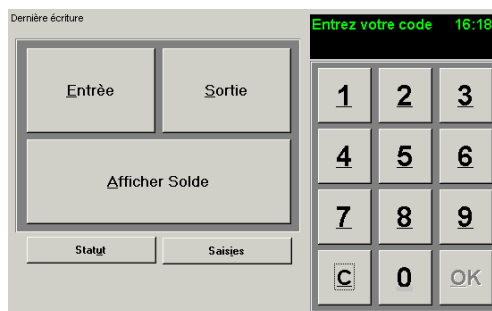 Dernière écriture
Entrez votre code 16:18
Entrèe Sortie
Afficher Solde
Statut Saisies
1 2 3
4 5 6
7 8 9
C 0 OK